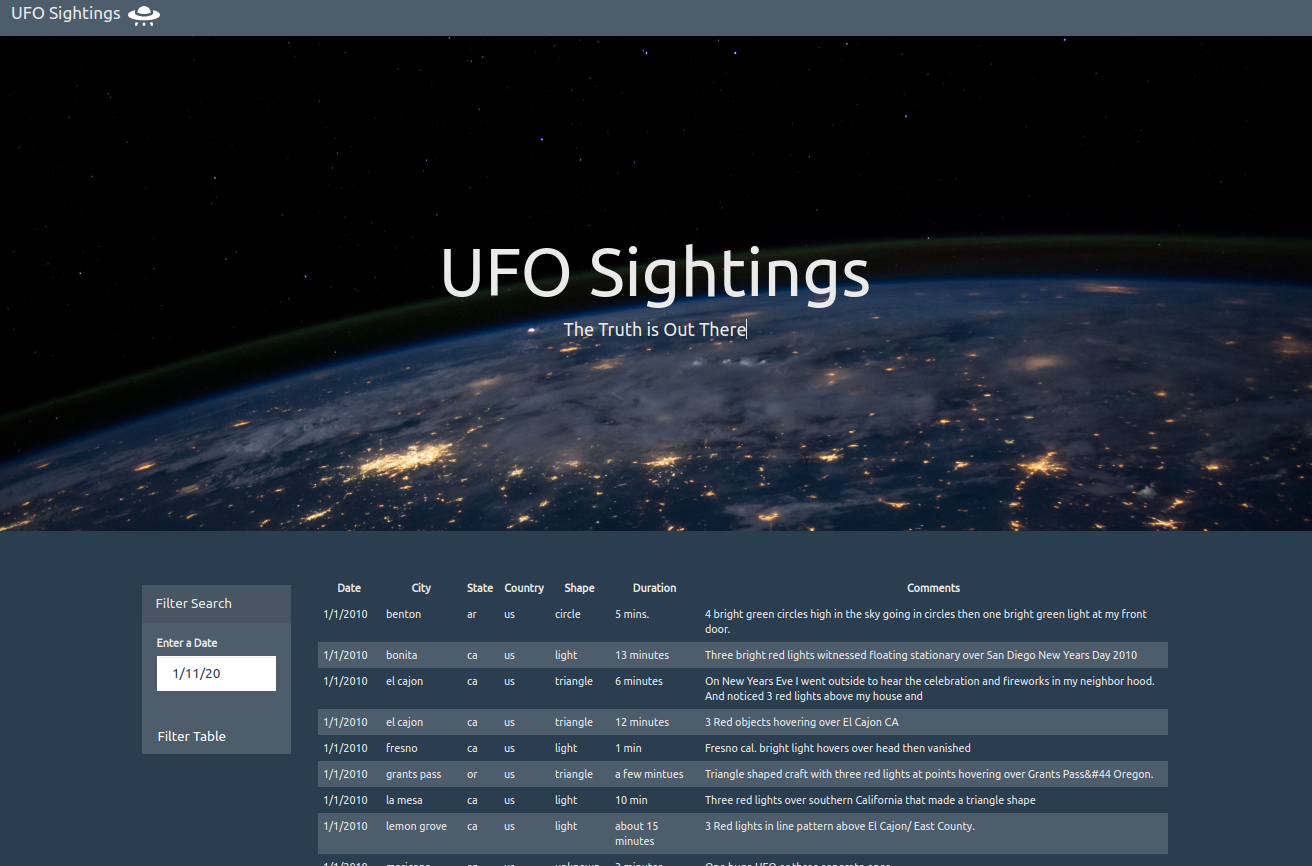 UFO Sightings
UFO Sightings
The Truth is Out There
Filter Search
Enter a Date
1/11/20
Filter Table
Date City State Country Shape Duration Comments
1/1/2010 benton ar us circle 5 mins. 4 bright green circles high in the sky going in circles then one bright green light at my front
door.
1/1/2010 bonita ca us light 13 minutes Three bright red lights witnessed floating stationary over San Diego New Years Day 2010
1/1/2010 el cajon ca us triangle 6 minutes On New Years Eve I went outside to hear the celebration and fireworks in my neighbor hood.
And noticed 3 red lights above my house and
1/1/2010 el cajon ca us triangle 12 minutes 3 Red objects hovering over El Cajon CA
1/1/2010 fresno ca us light 1 min Fresno cal. bright light hovers over head then vanished
1/1/2010 grants pass or us triangle a few mintues Triangle shaped craft with three red lights at points hovering over Grants Pass&#44 Oregon.
1/1/2010 la mesa ca us light 10 min Three red lights over southern California that made a triangle shape
1/1/2010 lemon grove ca us light about 15 3 Red lights in line pattern above El Cajon/ East County.
minutes